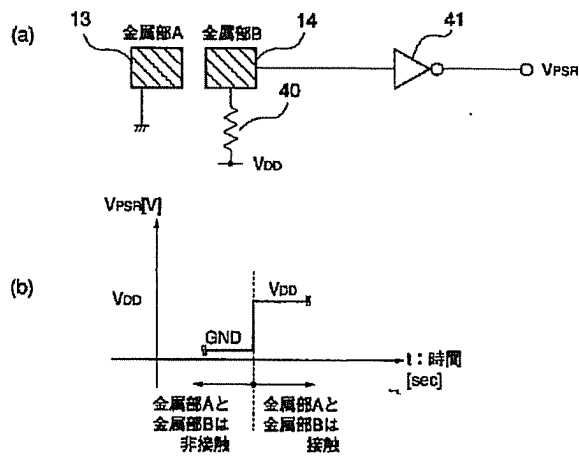 (a)
13
金属部A
金属部B
14
41
VPSR
40
VDD
VPSR[V]
(b)
VDD
VDD
GND
t:時間
[sec]
金属部Aと
金属部Bは
非接触
金属部Aと
金属部Bは
接触